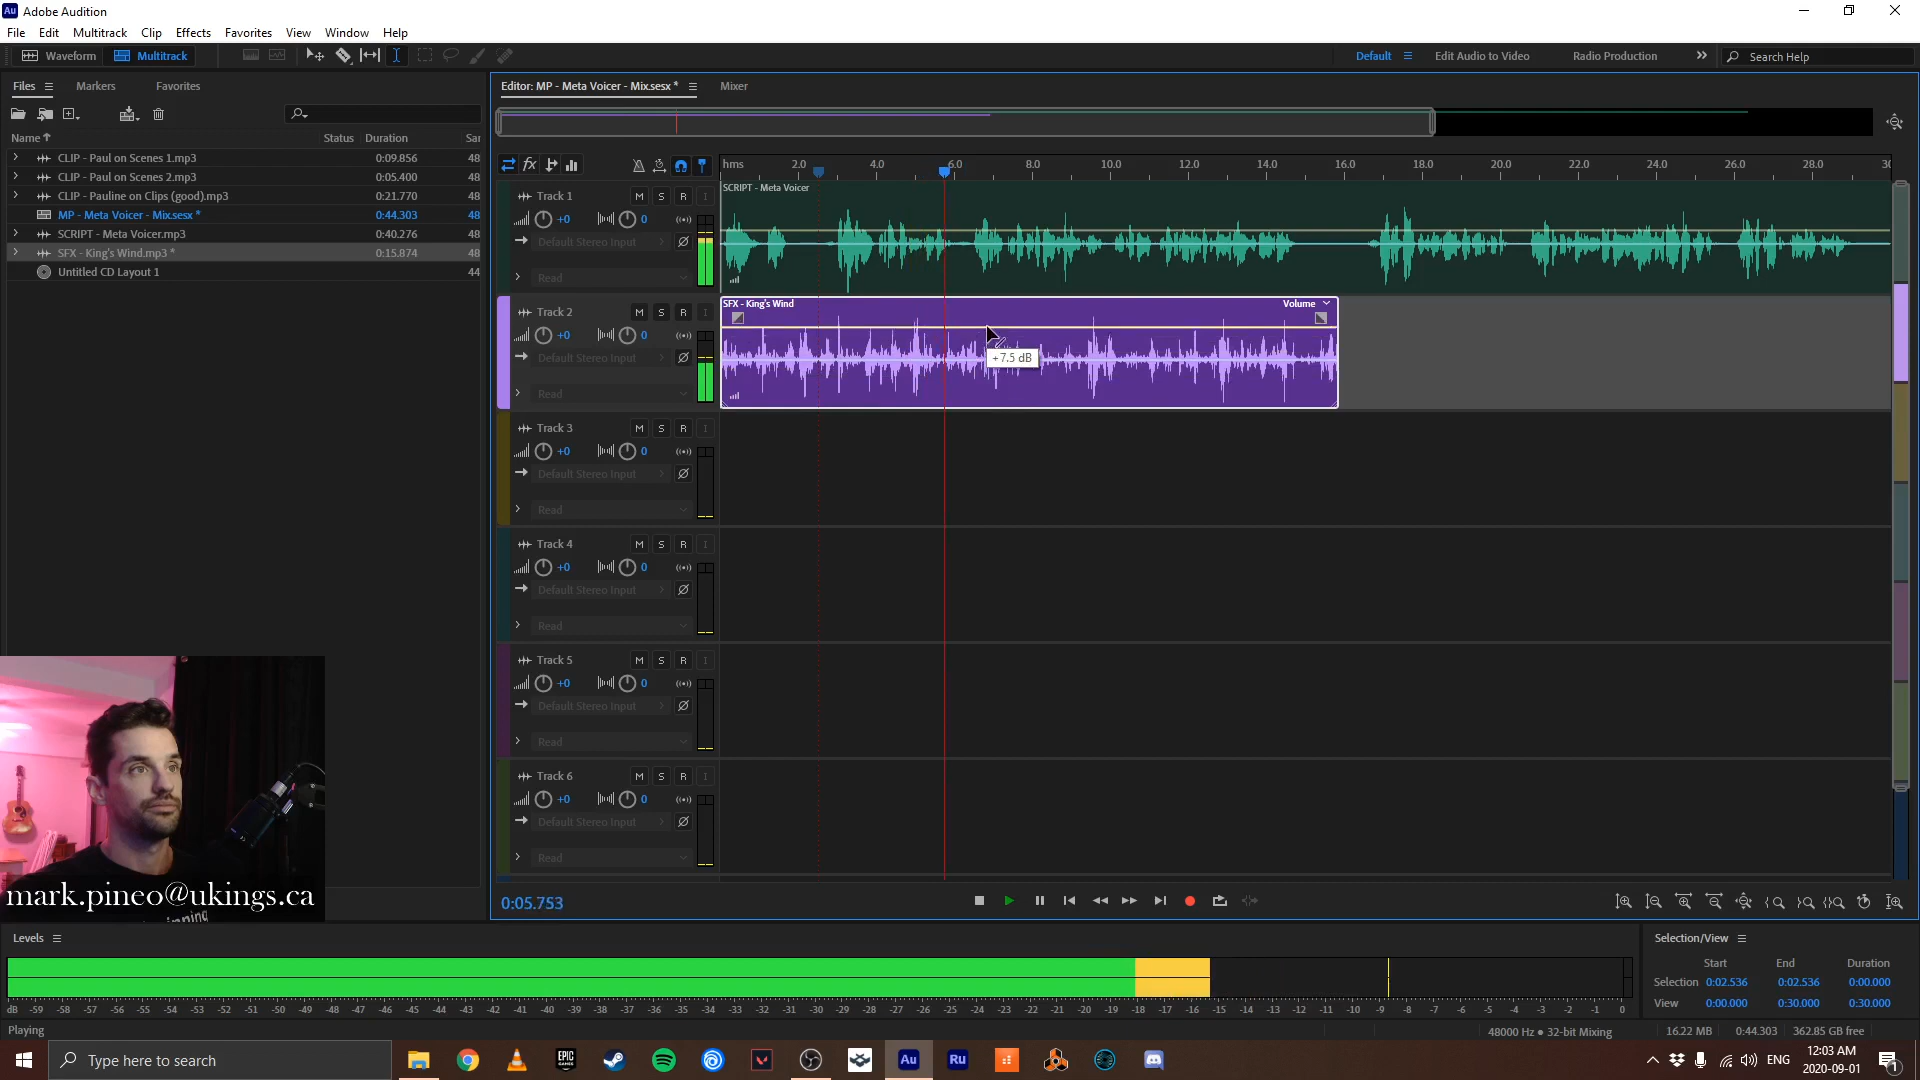 Au Adobe Audition
File Edit Multitrack Clip Effects Favorites View Window Help
Waveform Multitrack Default Edit Audio to Video Radio Production Search Help
Files Markers Favorites
Name Status Duration Sar
CLIP - Paul on Scenes 1.mp3 0:09.856 48
CLIP - Paul on Scenes 2.mp3 0:05.400 48
CLIP - Pauline on Clips (good).mp3 0:21.770 48
MP - Meta Voicer - Mix.sesx * 0:44.303 48
SCRIPT - Meta Voicer.mp3 0:40.276 48
SFX - King's Wind.mp3 * 0:15.874 48
Untitled CD Layout 1 44
Editor: MP - Meta Voicer - Mix.sesx * Mixer
fx hms 2.0 4.0 6.0 8.0 10.0 12.0 14.0 16.0 18.0 20.0 22.0 24.0 26.0 28.0 30
Track 1 M S R I
+0 0
Default Stereo Input
Read
SCRIPT - Meta Voicer
Track 2 M S R I
+0 0
Default Stereo Input
Read
SFX - King's Wind Volume
+7.5 dB
Track 3 M S R I
+0 0
Default Stereo Input
Read
Track 4 M S R I
+0 0
Default Stereo Input
Read
Track 5 M S R I
+0 0
Default Stereo Input
Read
Track 6 M S R I
+0 0
Default Stereo Input
Read
mark.pineo@ukings.ca
0:05.753
Levels
dB -59 -58 -57 -56 -55 -54 -53 -52 -51 -50 -49 -48 -47 -46 -45 -44 -43 -42 -41 -40 -39 -38 -37 -36 -35 -34 -33 -32 -31 -30 -29 -28 -27 -26 -25 -24 -23 -22 -21 -20 -19 -18 -17 -16 -15 -14 -13 -12 -11 -10 -9 -8 -7 -6 -5 -4 -3 -2 -1 0
Selection/View
Start End Duration
Selection 0:02.536 0:02.536 0:00.000
View 0:00.000 0:30.000 0:30.000
Playing 48000 Hz ● 32-bit Mixing 16.22 MB 0:44.303 362.85 GB free
Type here to search
EPIC GAMES
Au Ru
ENG
12:03 AM
2020-09-01
1